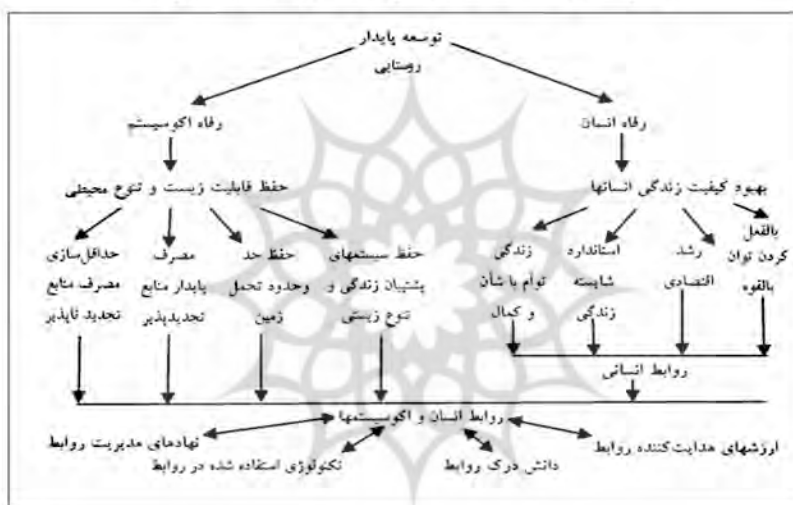 توسعه پایدار
روستایی
رفاه انسان
رفاه اکوسیستم
بهبود کیفیت زندگی انسانها
حفظ قابلیت زیست و تنوع محیطی
بالفعل
کردن توان
بالقوه
رشد
اقتصادی
استاندارد
شایسته
زندگی
زندگی
توأم با شأن
و کمال
حفظ سیستمهای
پشتیبان زندگی و
تنوع زیستی
حفظ حد
وحدود تحمل
زمین
مصرف
پایدار منابع
تجدیدپذیر
حداقل‌سازی
مصرف منابع
تجدید ناپذیر
روابط انسانی
روابط انسان و اکوسیستمها
ارزشهای هدایت‌کننده روابط
دانش درک روابط
تکنولوژی استفاده شده در روابط
نهادهای مدیریت روابط